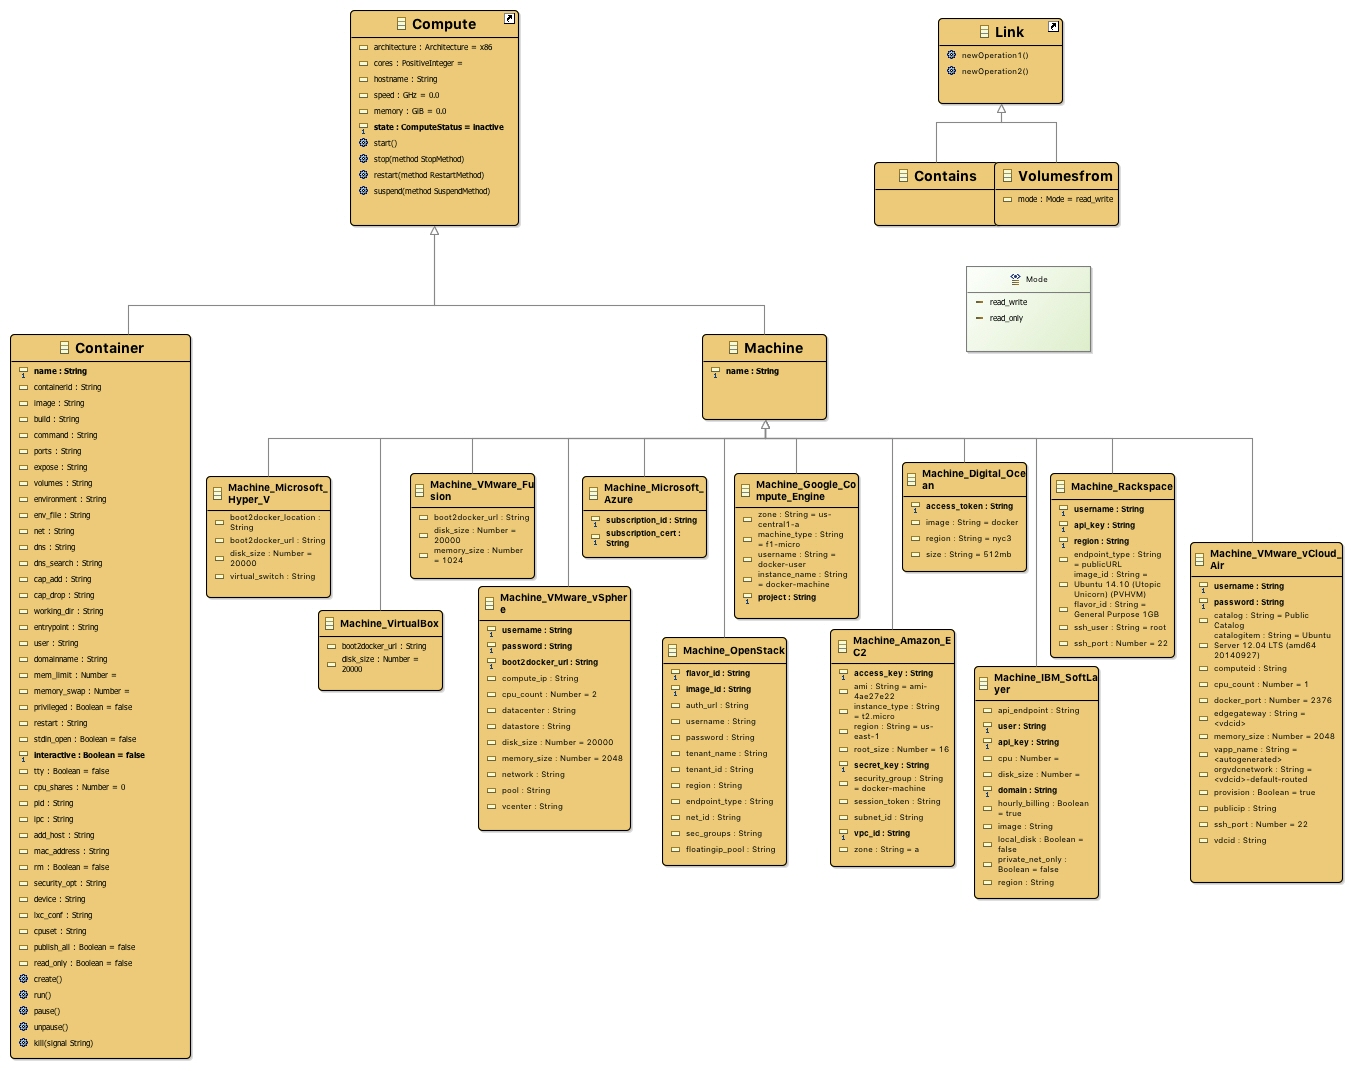 Compute
architecture : Architecture = x86
cores : PositiveInteger =
hostname : String
speed : GHz = 0.0
memory : GiB = 0.0
state : ComputeStatus = inactive
start()
stop(method StopMethod)
restart(method RestartMethod)
suspend(method SuspendMethod)
Link
newOperation1()
newOperation2()
Contains
Volumesfrom
mode : Mode = read_write
Mode
read_write
read_only
Container
name : String
containerid : String
image : String
build : String
command : String
ports : String
expose : String
volumes : String
environment : String
env_file : String
net : String
dns : String
dns_search : String
cap_add : String
cap_drop : String
working_dir : String
entrypoint : String
user : String
domainname : String
mem_limit : Number =
memory_swap : Number =
privileged : Boolean = false
restart : String
stdin_open : Boolean = false
interactive : Boolean = false
tty : Boolean = false
cpu_shares : Number = 0
pid : String
ipc : String
add_host : String
mac_address : String
rm : Boolean = false
security_opt : String
device : String
lxc_conf : String
cpuset : String
publish_all : Boolean = false
read_only : Boolean = false
create()
run()
pause()
unpause()
kill(signal String)
Machine
name : String
Machine_Microsoft_
Hyper_V
boot2docker_location :
String
boot2docker_url : String
disk_size : Number =
20000
virtual_switch : String
Machine_VirtualBox
boot2docker_url : String
disk_size : Number =
20000
Machine_VMware_Fu
sion
boot2docker_url : String
disk_size : Number =
20000
memory_size : Number
= 1024
Machine_VMware_vSpher
e
username : String
password : String
boot2docker_url : String
compute_ip : String
cpu_count : Number = 2
datacenter : String
datastore : String
disk_size : Number = 20000
memory_size : Number = 2048
network : String
pool : String
vcenter : String
Machine_Microsoft_
Azure
subscription_id : String
subscription_cert :
String
Machine_OpenStack
flavor_id : String
image_id : String
auth_url : String
username : String
password : String
tenant_name : String
tenant_id : String
region : String
endpoint_type : String
net_id : String
sec_groups : String
floatingip_pool : String
Machine_Google_Co
mpute_Engine
zone : String = us-
central1-a
machine_type : String
= f1-micro
username : String =
docker-user
instance_name : String
= docker-machine
project : String
Machine_Amazon_E
C2
access_key : String
ami : String = ami-
4ae27e22
instance_type : String
= t2.micro
region : String = us-
east-1
root_size : Number = 16
secret_key : String
security_group : String
= docker-machine
session_token : String
subnet_id : String
vpc_id : String
zone : String = a
Machine_Digital_Oce
an
access_token : String
image : String = docker
region : String = nyc3
size : String = 512mb
Machine_IBM_SoftLa
yer
api_endpoint : String
user : String
api_key : String
cpu : Number =
disk_size : Number =
domain : String
hourly_billing : Boolean
= true
image : String
local_disk : Boolean =
false
private_net_only :
Boolean = false
region : String
Machine_Rackspace
username : String
api_key : String
region : String
endpoint_type : String
= publicURL
image_id : String =
Ubuntu 14.10 (Utopic
Unicorn) (PVHVM)
flavor_id : String =
General Purpose 1GB
ssh_user : String = root
ssh_port : Number = 22
Machine_VMware_vCloud_
Air
username : String
password : String
catalog : String = Public
Catalog
catalogitem : String = Ubuntu
Server 12.04 LTS (amd64
20140927)
computeid : String
cpu_count : Number = 1
docker_port : Number = 2376
edgegateway : String =
<vdcid>
memory_size : Number = 2048
vapp_name : String =
<autogenerated>
orgvdcnetwork : String =
<vdcid>-default-routed
provision : Boolean = true
publicip : String
ssh_port : Number = 22
vdcid : String